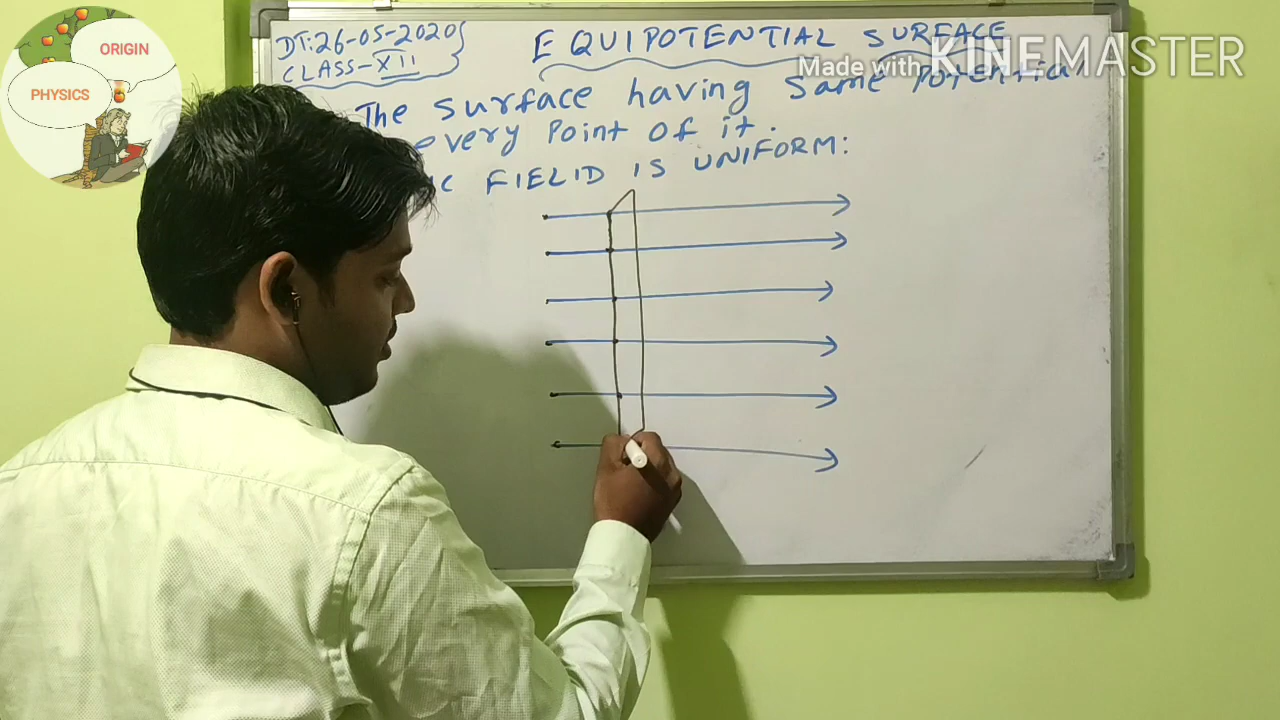 ORIGIN
PHYSICS
DT:26-05-2020
CLASS-XII
EQUIPOTENTIAL SURFACE
Made with KINEMASTER
The surface having same potential
every point of it.
FIELD IS UNIFORM: